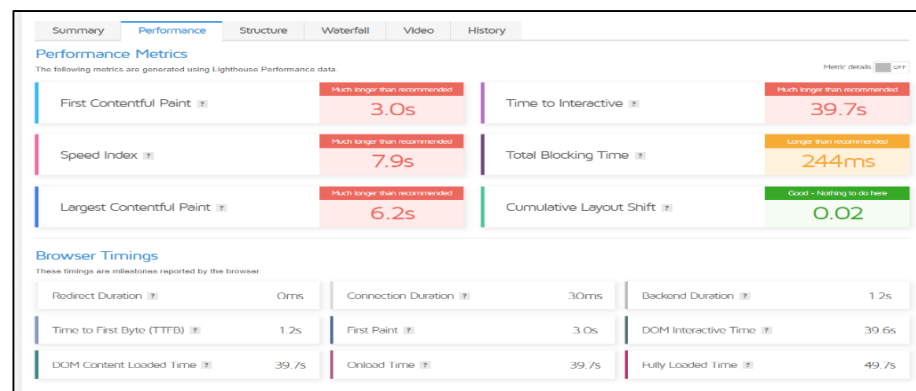 Summary Performance Structure Waterfall Video History
Performance Metrics
The following metrics are generated using Lighthouse Performance data.
Metric details OFF
First Contentful Paint ?
Much longer than recommended
3.0s
Time to Interactive ?
Much longer than recommended
39.7s
Speed Index ?
Much longer than recommended
7.9s
Total Blocking Time ?
Longer than recommended
244ms
Largest Contentful Paint ?
Much longer than recommended
6.2s
Cumulative Layout Shift ?
Good - Nothing to do here
0.02
Browser Timings
These timings are milestones reported by the browser.
Redirect Duration ? 0ms
Connection Duration ? 30ms
Backend Duration ? 1.2s
Time to First Byte (TTFB) ? 1.2s
First Paint ? 3.0s
DOM Interactive Time ? 39.6s
DOM Content Loaded Time ? 39.7s
Onload Time ? 39.7s
Fully Loaded Time ? 49.7s